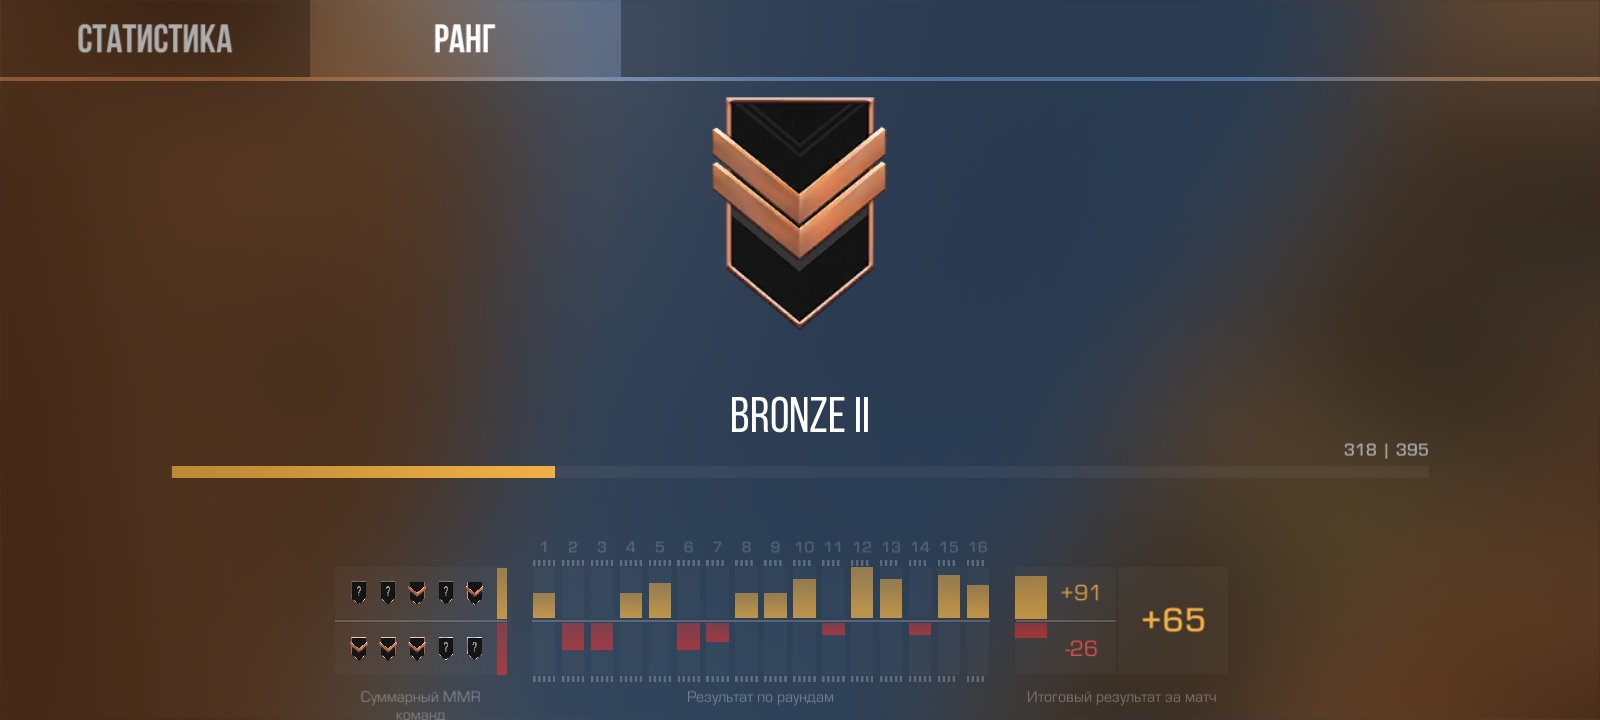 СТАТИСТИКА
РАНГ
BRONZE II
318 | 395
1 2 3 4 5 6 7 8 9 10 11 12 13 14 15 16
? ? ?
+91
+65
? ?
-26
Суммарный MMR
команд
Результат по раундам
Итоговый результат за матч